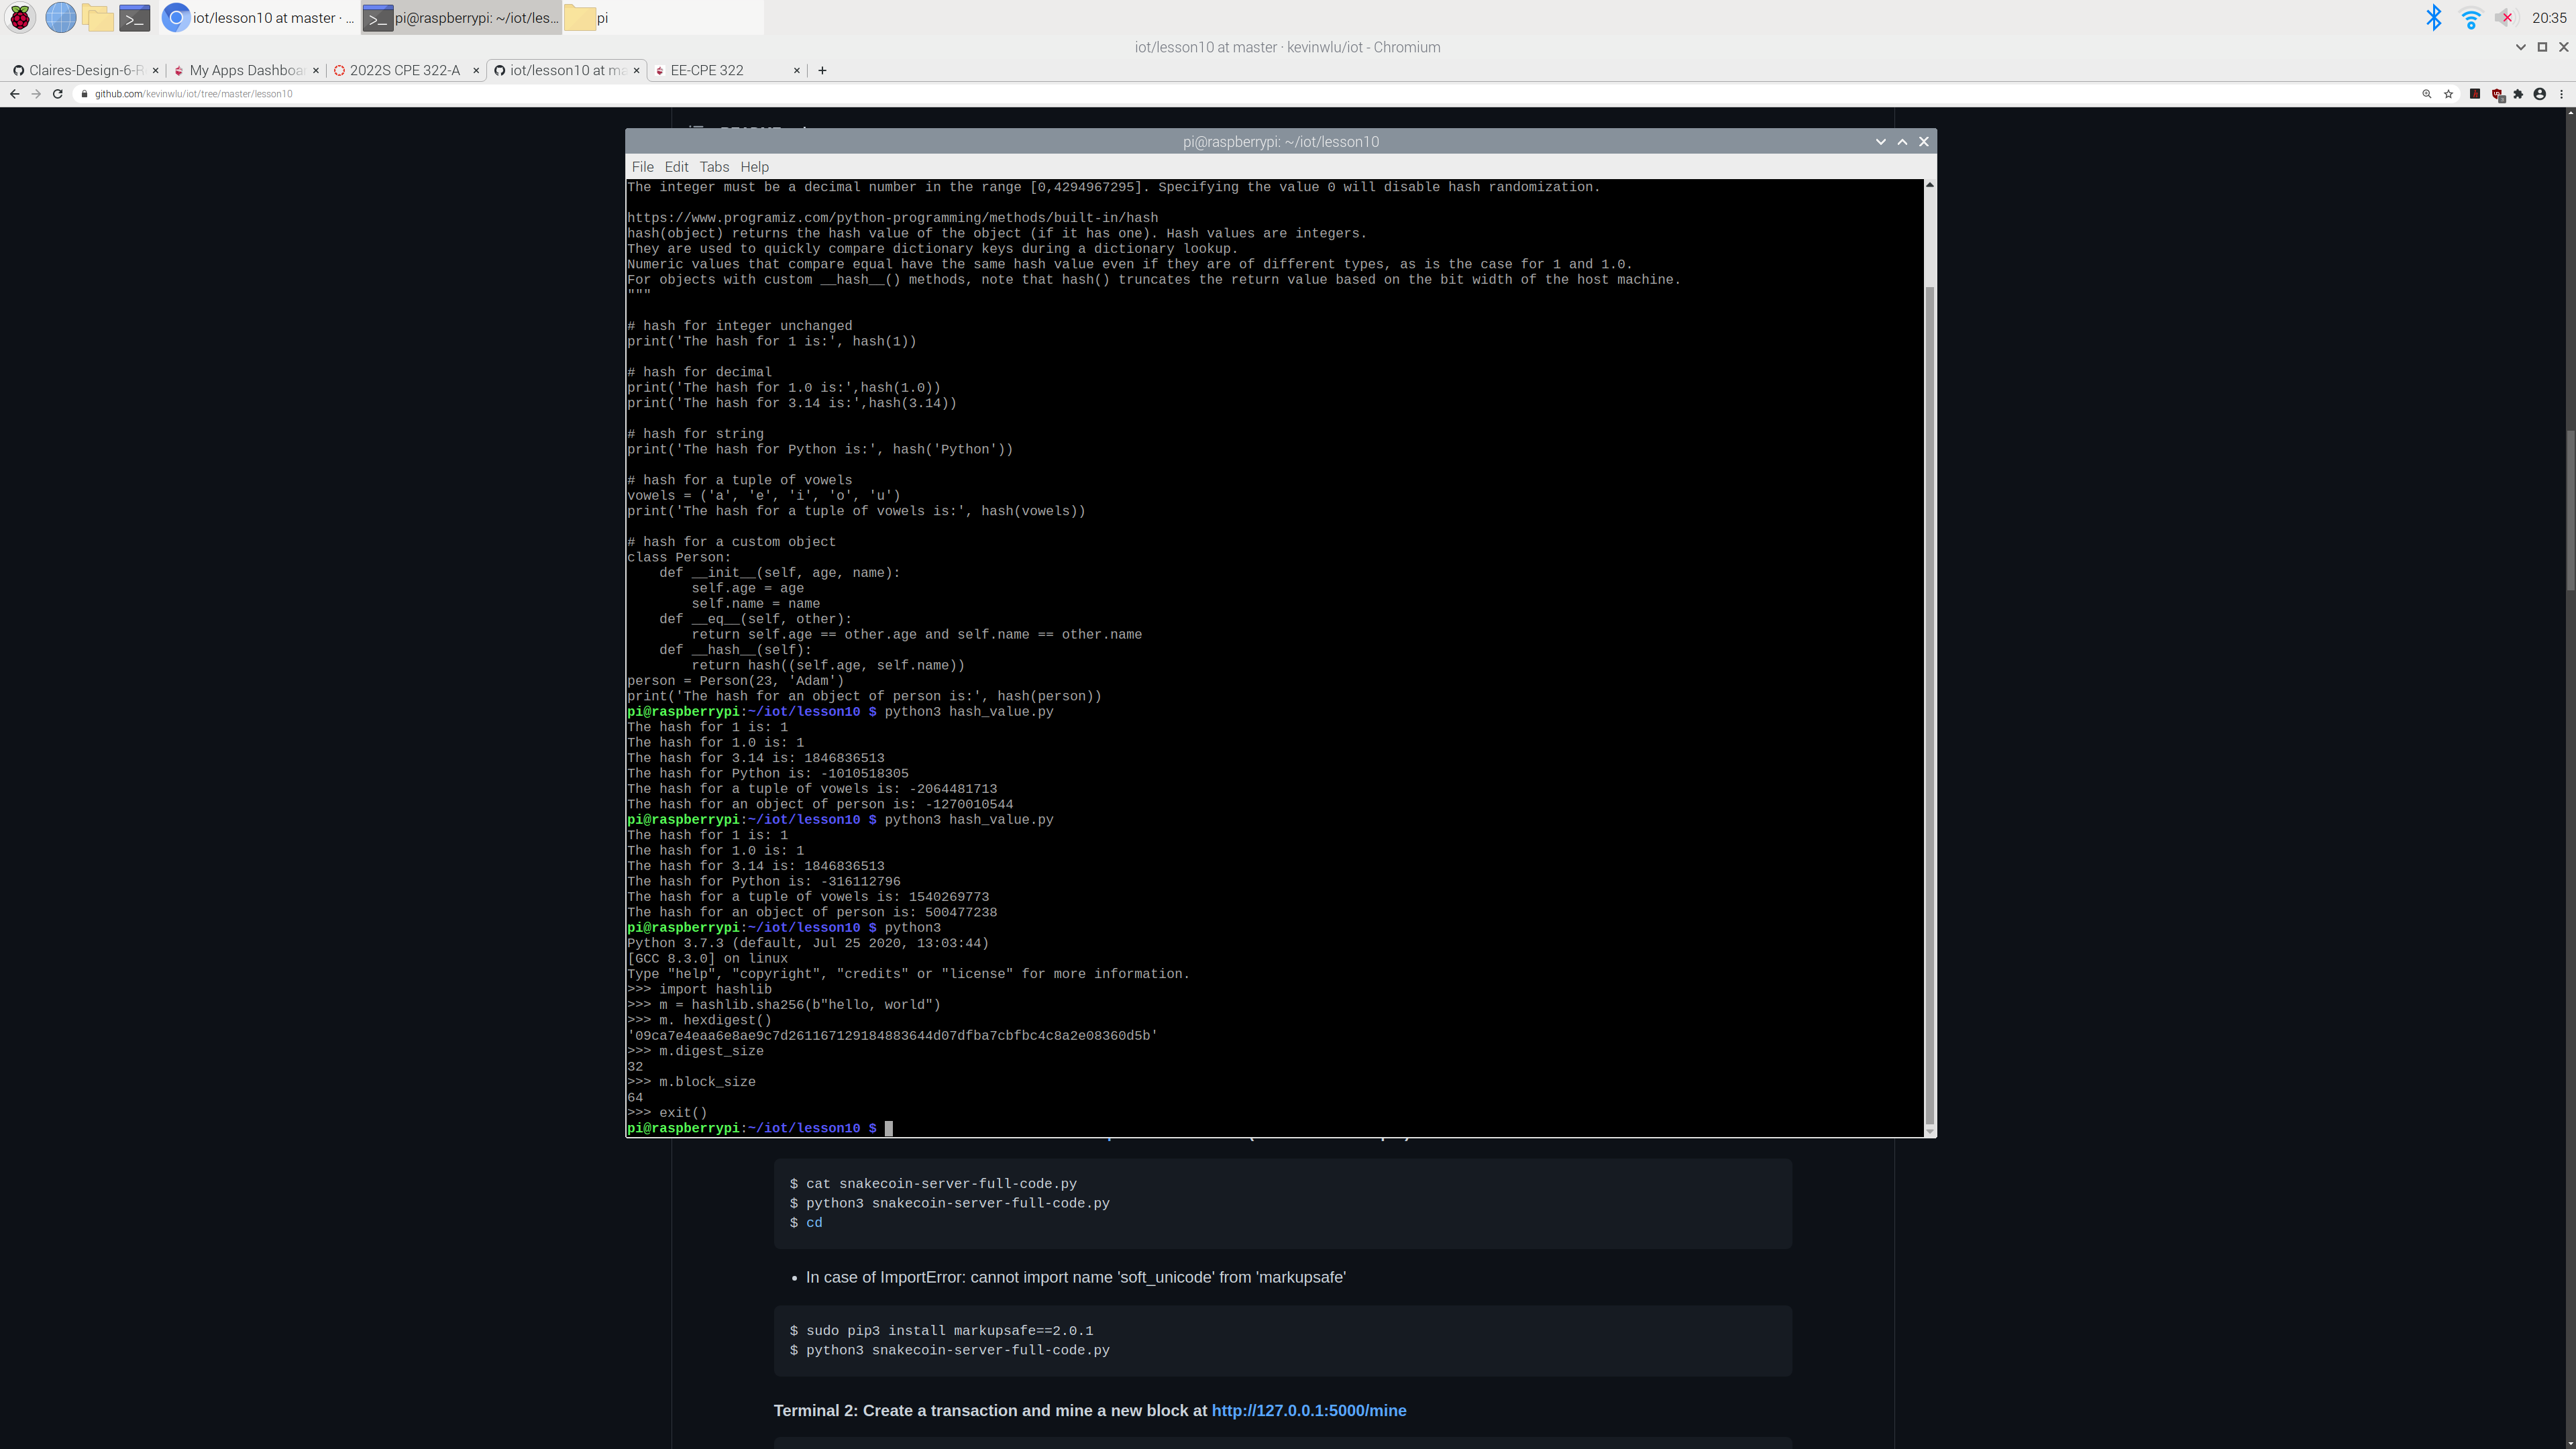 iot/lesson10 at master · ...
pi@raspberrypi: ~/iot/les...
pi
20:35
iot/lesson10 at master · kevinwlu/iot - Chromium
Claires-Design-6-R
My Apps Dashboar
2022S CPE 322-A
iot/lesson10 at ma
EE-CPE 322
github.com/kevinwlu/iot/tree/master/lesson10
pi@raspberrypi: ~/iot/lesson10
File Edit Tabs Help
The integer must be a decimal number in the range [0,4294967295]. Specifying the value 0 will disable hash randomization.
https://www.programiz.com/python-programming/methods/built-in/hash
hash(object) returns the hash value of the object (if it has one). Hash values are integers.
They are used to quickly compare dictionary keys during a dictionary lookup.
Numeric values that compare equal have the same hash value even if they are of different types, as is the case for 1 and 1.0.
For objects with custom __hash__() methods, note that hash() truncates the return value based on the bit width of the host machine.
"""
# hash for integer unchanged
print('The hash for 1 is:', hash(1))
# hash for decimal
print('The hash for 1.0 is:',hash(1.0))
print('The hash for 3.14 is:',hash(3.14))
# hash for string
print('The hash for Python is:', hash('Python'))
# hash for a tuple of vowels
vowels = ('a', 'e', 'i', 'o', 'u')
print('The hash for a tuple of vowels is:', hash(vowels))
# hash for a custom object
class Person:
    def __init__(self, age, name):
        self.age = age
        self.name = name
    def __eq__(self, other):
        return self.age == other.age and self.name == other.name
    def __hash__(self):
        return hash((self.age, self.name))
person = Person(23, 'Adam')
print('The hash for an object of person is:', hash(person))
pi@raspberrypi:~/iot/lesson10 $ python3 hash_value.py
The hash for 1 is: 1
The hash for 1.0 is: 1
The hash for 3.14 is: 1846836513
The hash for Python is: -1010518305
The hash for a tuple of vowels is: -2064481713
The hash for an object of person is: -1270010544
pi@raspberrypi:~/iot/lesson10 $ python3 hash_value.py
The hash for 1 is: 1
The hash for 1.0 is: 1
The hash for 3.14 is: 1846836513
The hash for Python is: -316112796
The hash for a tuple of vowels is: 1540269773
The hash for an object of person is: 500477238
pi@raspberrypi:~/iot/lesson10 $ python3
Python 3.7.3 (default, Jul 25 2020, 13:03:44)
[GCC 8.3.0] on linux
Type "help", "copyright", "credits" or "license" for more information.
>>> import hashlib
>>> m = hashlib.sha256(b"hello, world")
>>> m. hexdigest()
'09ca7e4eaa6e8ae9c7d261167129184883644d07dfba7cbfbc4c8a2e08360d5b'
>>> m.digest_size
32
>>> m.block_size
64
>>> exit()
pi@raspberrypi:~/iot/lesson10 $
$ cat snakecoin-server-full-code.py
$ python3 snakecoin-server-full-code.py
$ cd
• In case of ImportError: cannot import name 'soft_unicode' from 'markupsafe'
$ sudo pip3 install markupsafe==2.0.1
$ python3 snakecoin-server-full-code.py
Terminal 2: Create a transaction and mine a new block at http://127.0.0.1:5000/mine